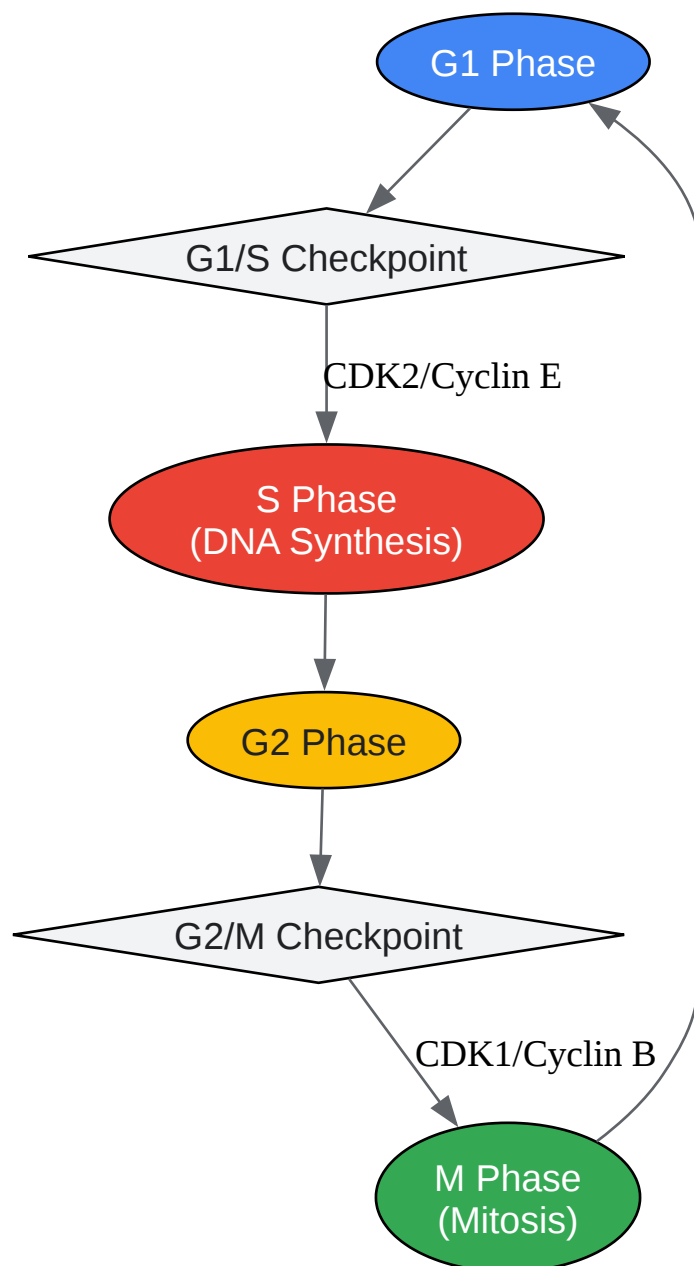 G1 Phase
G1/S Checkpoint
CDK2/Cyclin E
S Phase
(DNA Synthesis)
G2 Phase
G2/M Checkpoint
CDK1/Cyclin B
M Phase
(Mitosis)